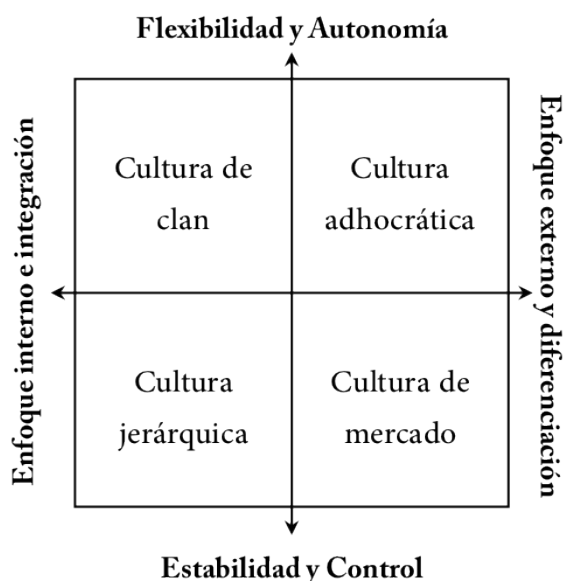 Flexibilidad y Autonomía
Enfoque interno e integración
Cultura de
clan
Cultura
adhocrática
Enfoque externo y diferenciación
Cultura
jerárquica
Cultura de
mercado
Estabilidad y Control